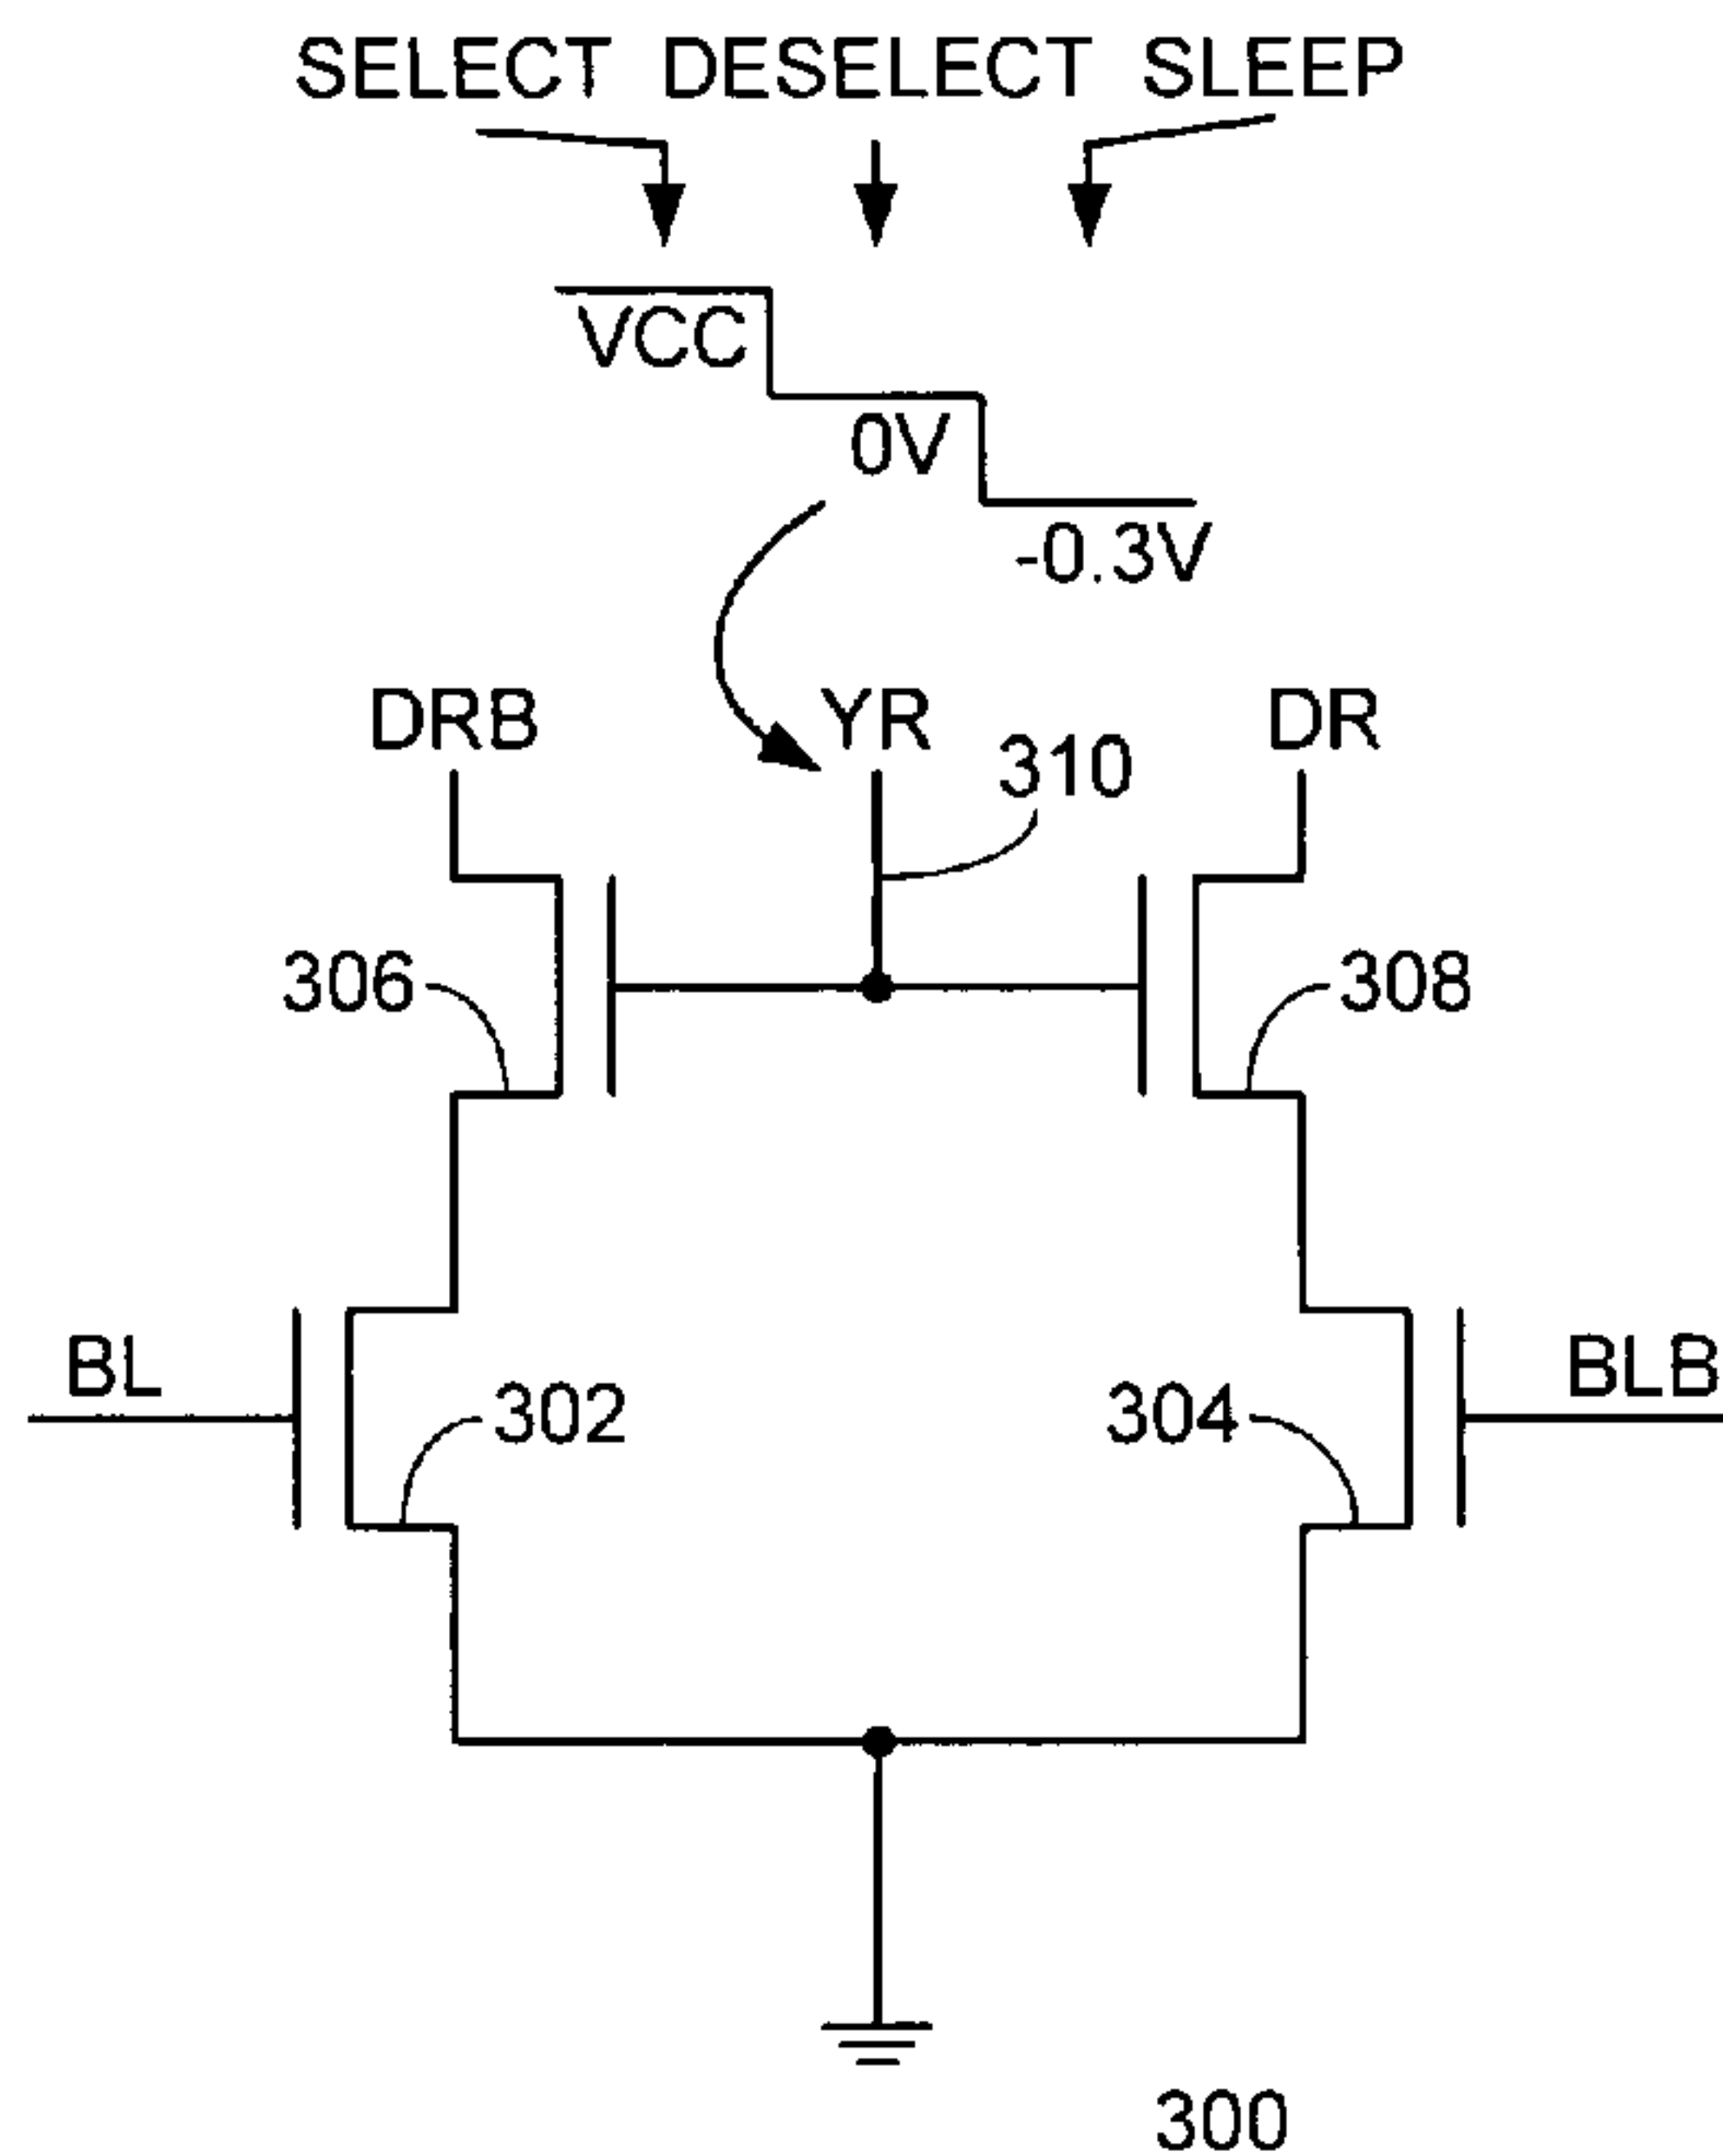 SELECT DESELECT SLEEP
VCC
0V
-0.3V
DRB
YR
DR
310
306
308
BL
BLB
302
304
300